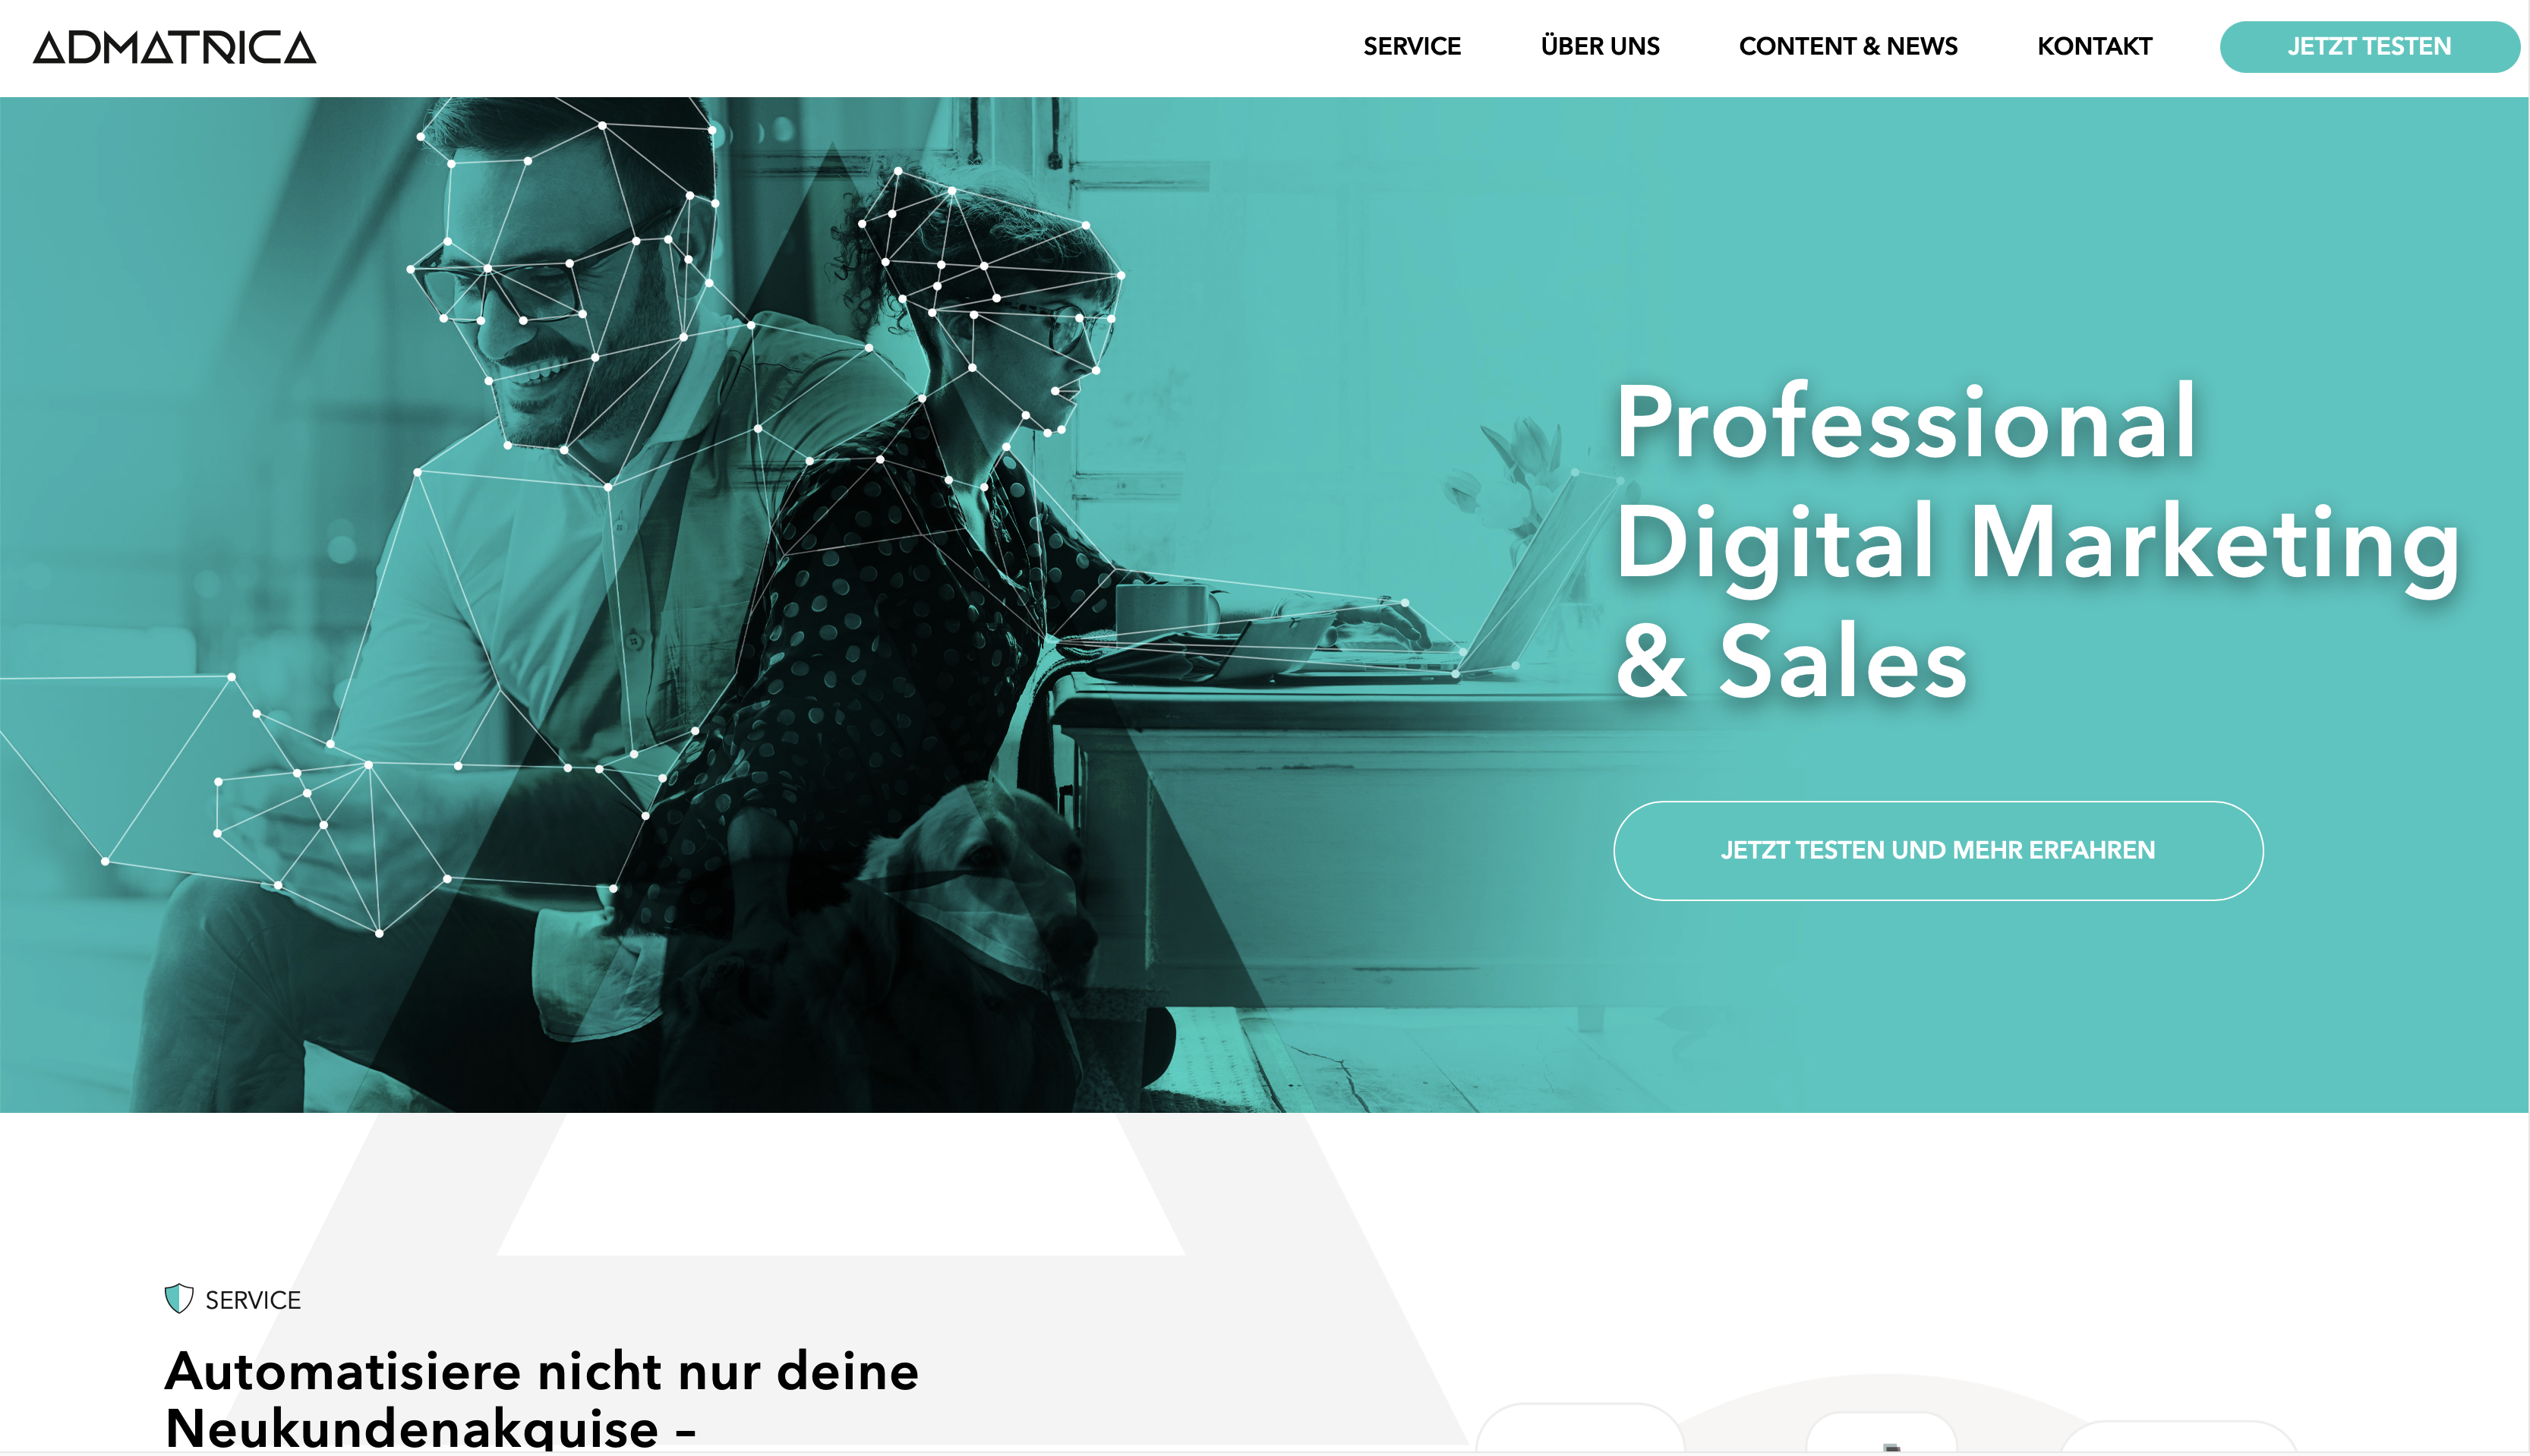 ADMATRICA
SERVICE
ÜBER UNS
CONTENT & NEWS
KONTAKT
JETZT TESTEN
Professional
Digital Marketing
& Sales
JETZT TESTEN UND MEHR ERFAHREN
SERVICE
Automatisiere nicht nur deine
Neukundenakquise –